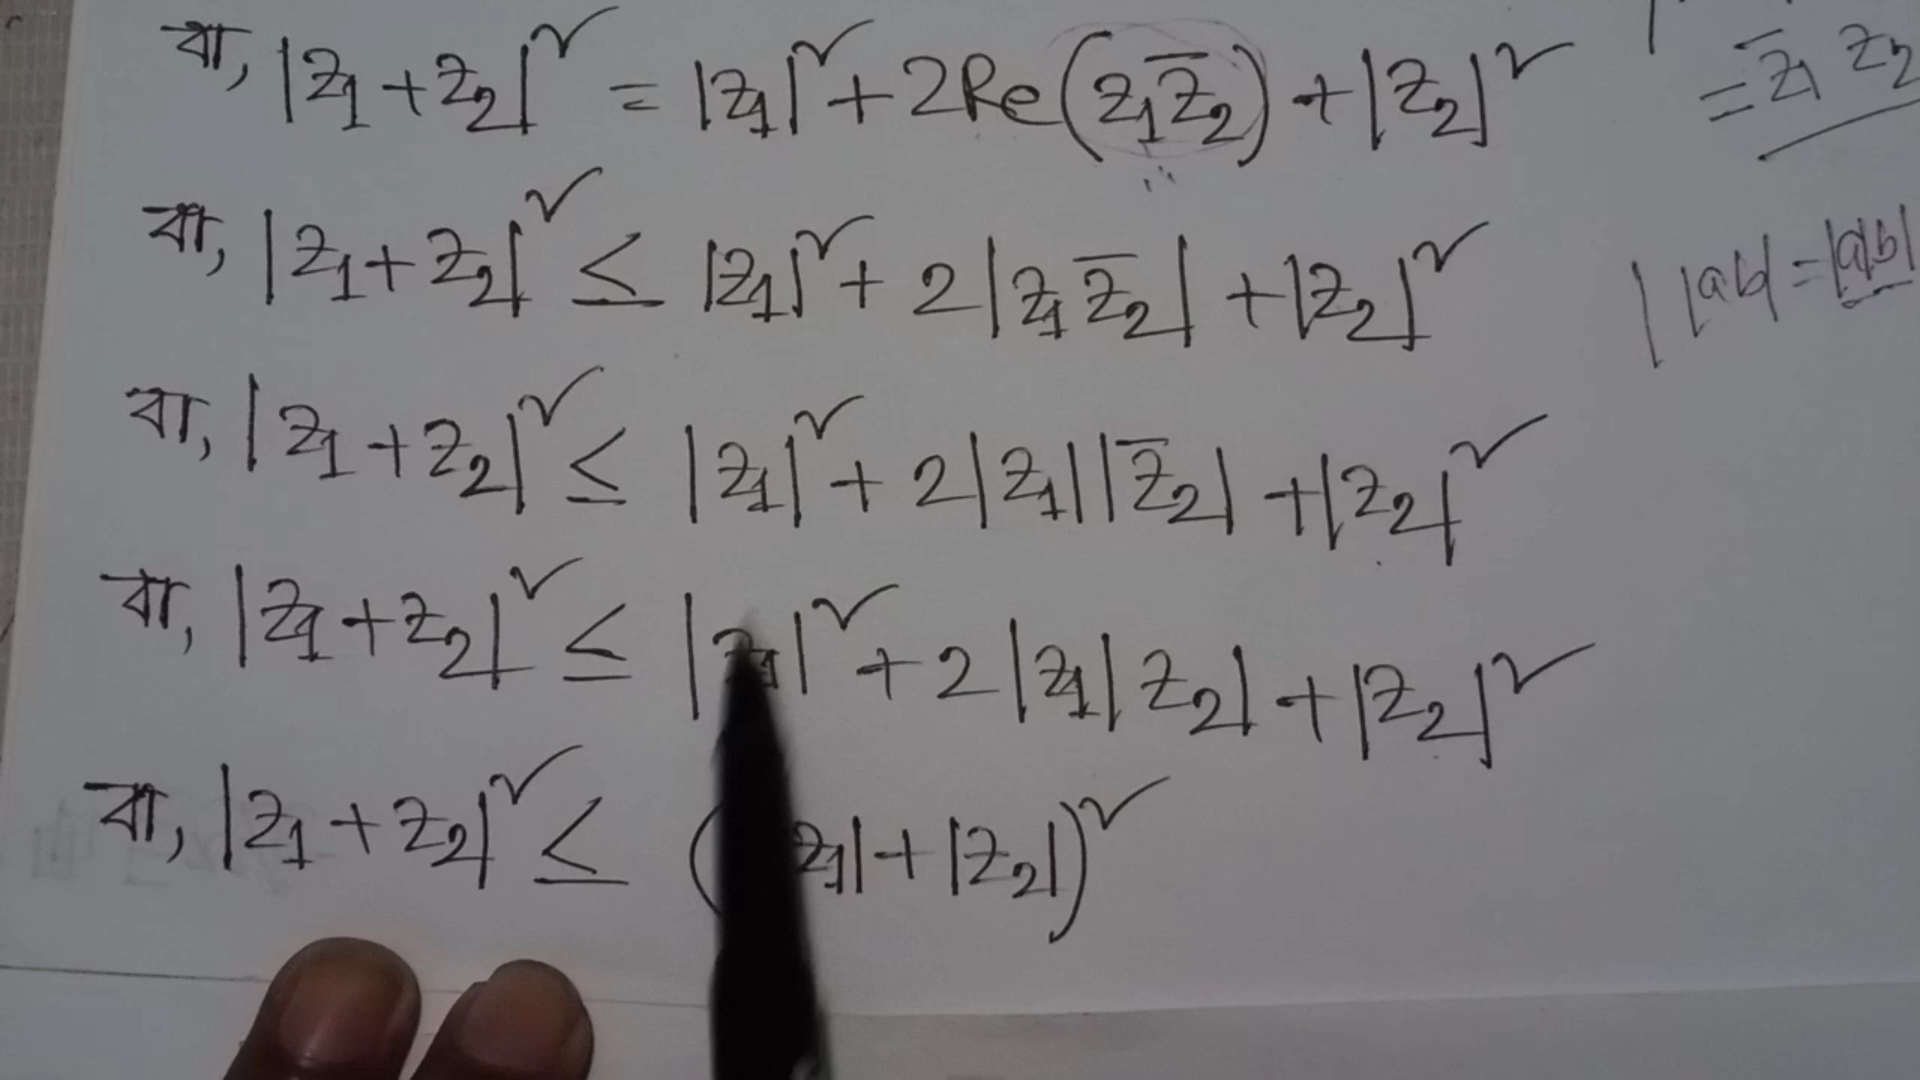 বা, |z₁+z₂|² = |z₁|² + 2Re(z₁z̅₂) + |z₂|²
= z̅₁ z₂
বা, |z₁+z₂|² ≤ |z₁|² + 2|z₁z̅₂| + |z₂|²
|ab| = |a|b|
বা, |z₁+z₂|² ≤ |z₁|² + 2|z₁||z̅₂| + |z₂|²
বা, |z₁+z₂|² ≤ |z₁|² + 2|z₁|z₂| + |z₂|²
বা, |z₁+z₂|² ≤ (z₁|+|z₂|)²